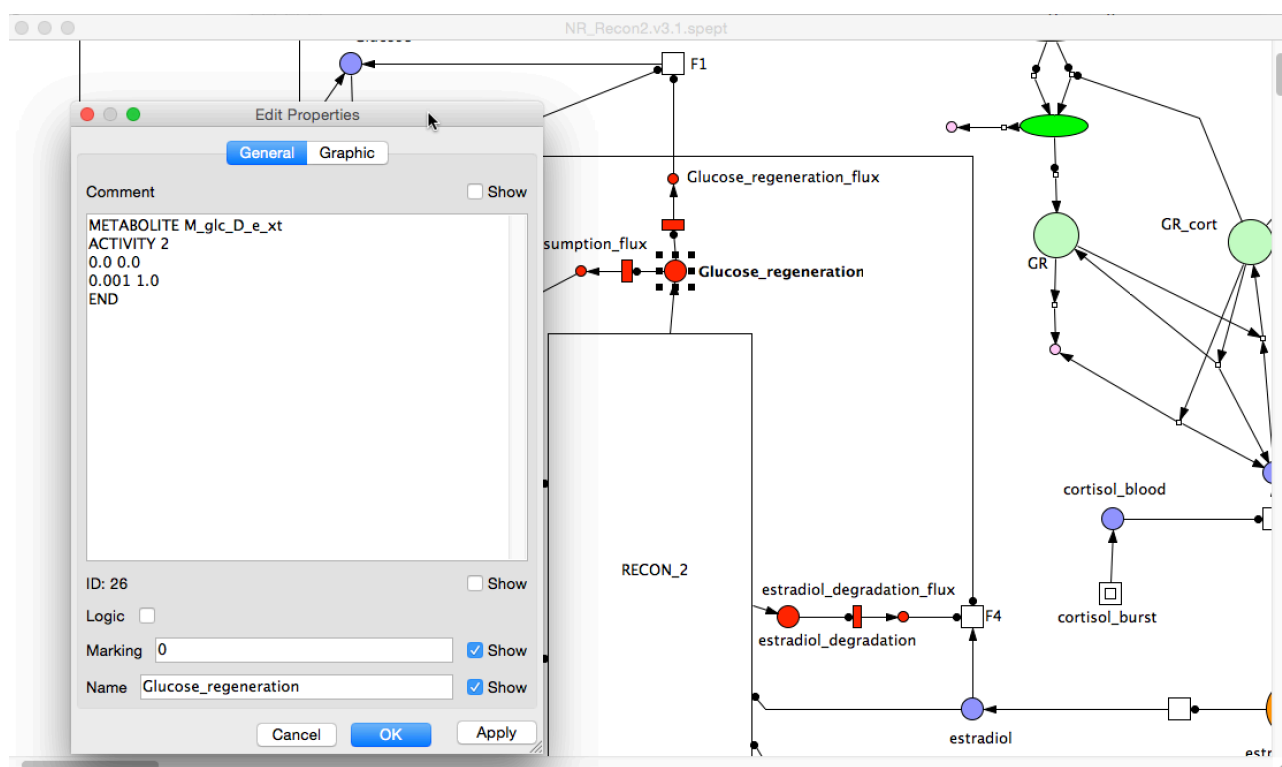 NR_Recon2.v3.1.spept
Glucose
F1
Edit Properties
General Graphic
Comment Show
METABOLITE M_glc_D_e_xt
ACTIVITY 2
0.0 0.0
0.001 1.0
END
ID: 26 Show
Logic
Marking 0 Show
Name Glucose_regeneration Show
Cancel OK Apply
Glucose_regeneration_flux
sumption_flux
Glucose_regeneration
GR_cort
GR
cortisol_blood
RECON_2
estradiol_degradation_flux
F4
cortisol_burst
estradiol_degradation
estradiol
estr